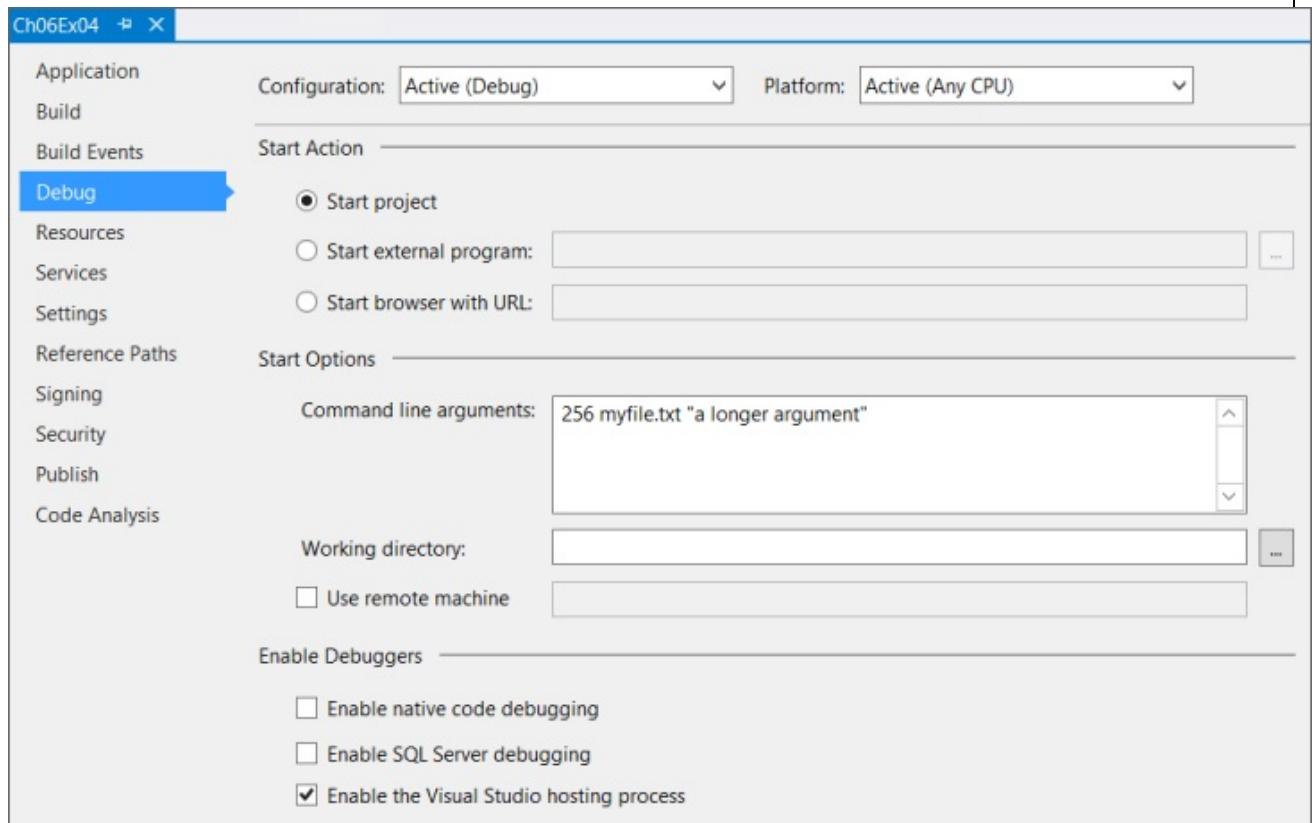 Ch06Ex04
Application
Build
Build Events
Debug
Resources
Services
Settings
Reference Paths
Signing
Security
Publish
Code Analysis
Configuration: Active (Debug) Platform: Active (Any CPU)
Start Action
Start project
Start external program: ...
Start browser with URL:
Start Options
Command line arguments: 256 myfile.txt "a longer argument"
Working directory: ...
Use remote machine
Enable Debuggers
Enable native code debugging
Enable SQL Server debugging
Enable the Visual Studio hosting process